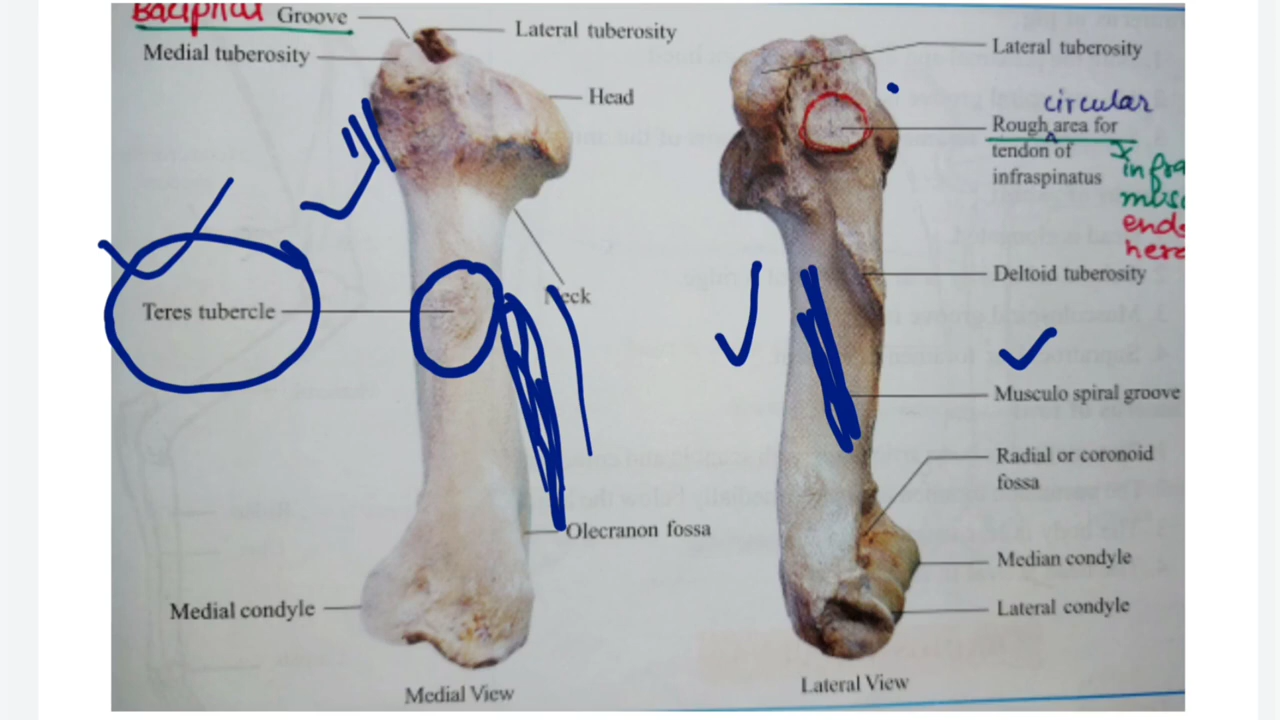 Bacipital Groove
Medial tuberosity
Lateral tuberosity
Head
Teres tubercle
Neck
Olecranon fossa
Medial condyle
Medial View
Lateral tuberosity
circular
Rough area for
tendon of
infraspinatus
Deltoid tuberosity
Musculo spiral groove
Radial or coronoid
fossa
Median condyle
Lateral condyle
Lateral View